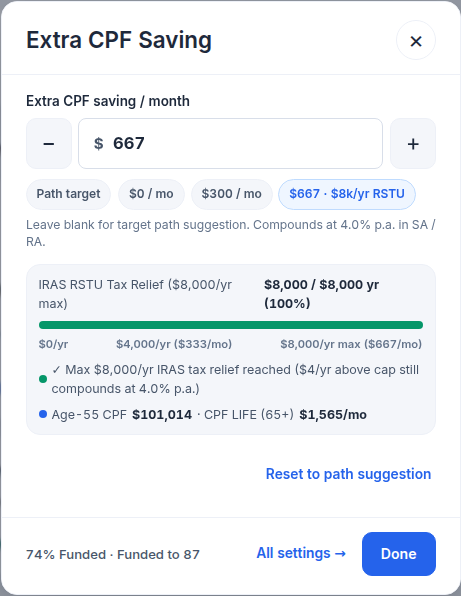 Extra CPF Saving
Extra CPF saving / month
− $ 667 +
Path target $0 / mo $300 / mo $667 · $8k/yr RSTU
Leave blank for target path suggestion. Compounds at 4.0% p.a. in SA /
RA.
IRAS RSTU Tax Relief ($8,000/yr
max)
$8,000 / $8,000 yr
(100%)
$0/yr $4,000/yr ($333/mo) $8,000/yr max ($667/mo)
✓ Max $8,000/yr IRAS tax relief reached ($4/yr above cap still
compounds at 4.0% p.a.)
Age-55 CPF $101,014 · CPF LIFE (65+) $1,565/mo
Reset to path suggestion
74% Funded · Funded to 87 All settings → Done